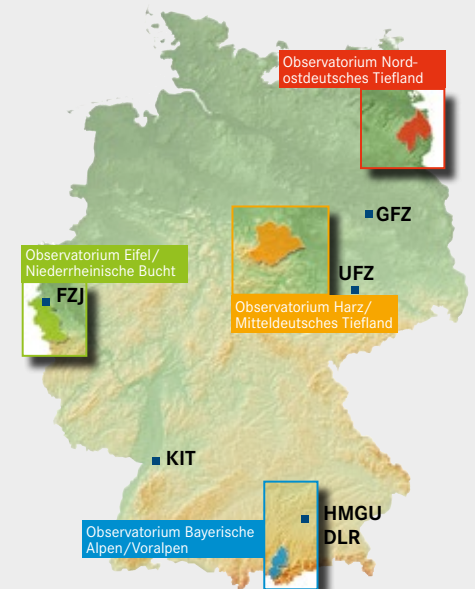 Observatorium Nord-
ostdeutsches Tiefland
GFZ
Observatorium Eifel/
Niederrheinische Bucht
FZJ
UFZ
Observatorium Harz/
Mitteldeutsches Tiefland
KIT
HMGU
DLR
Observatorium Bayerische
Alpen/Voralpen